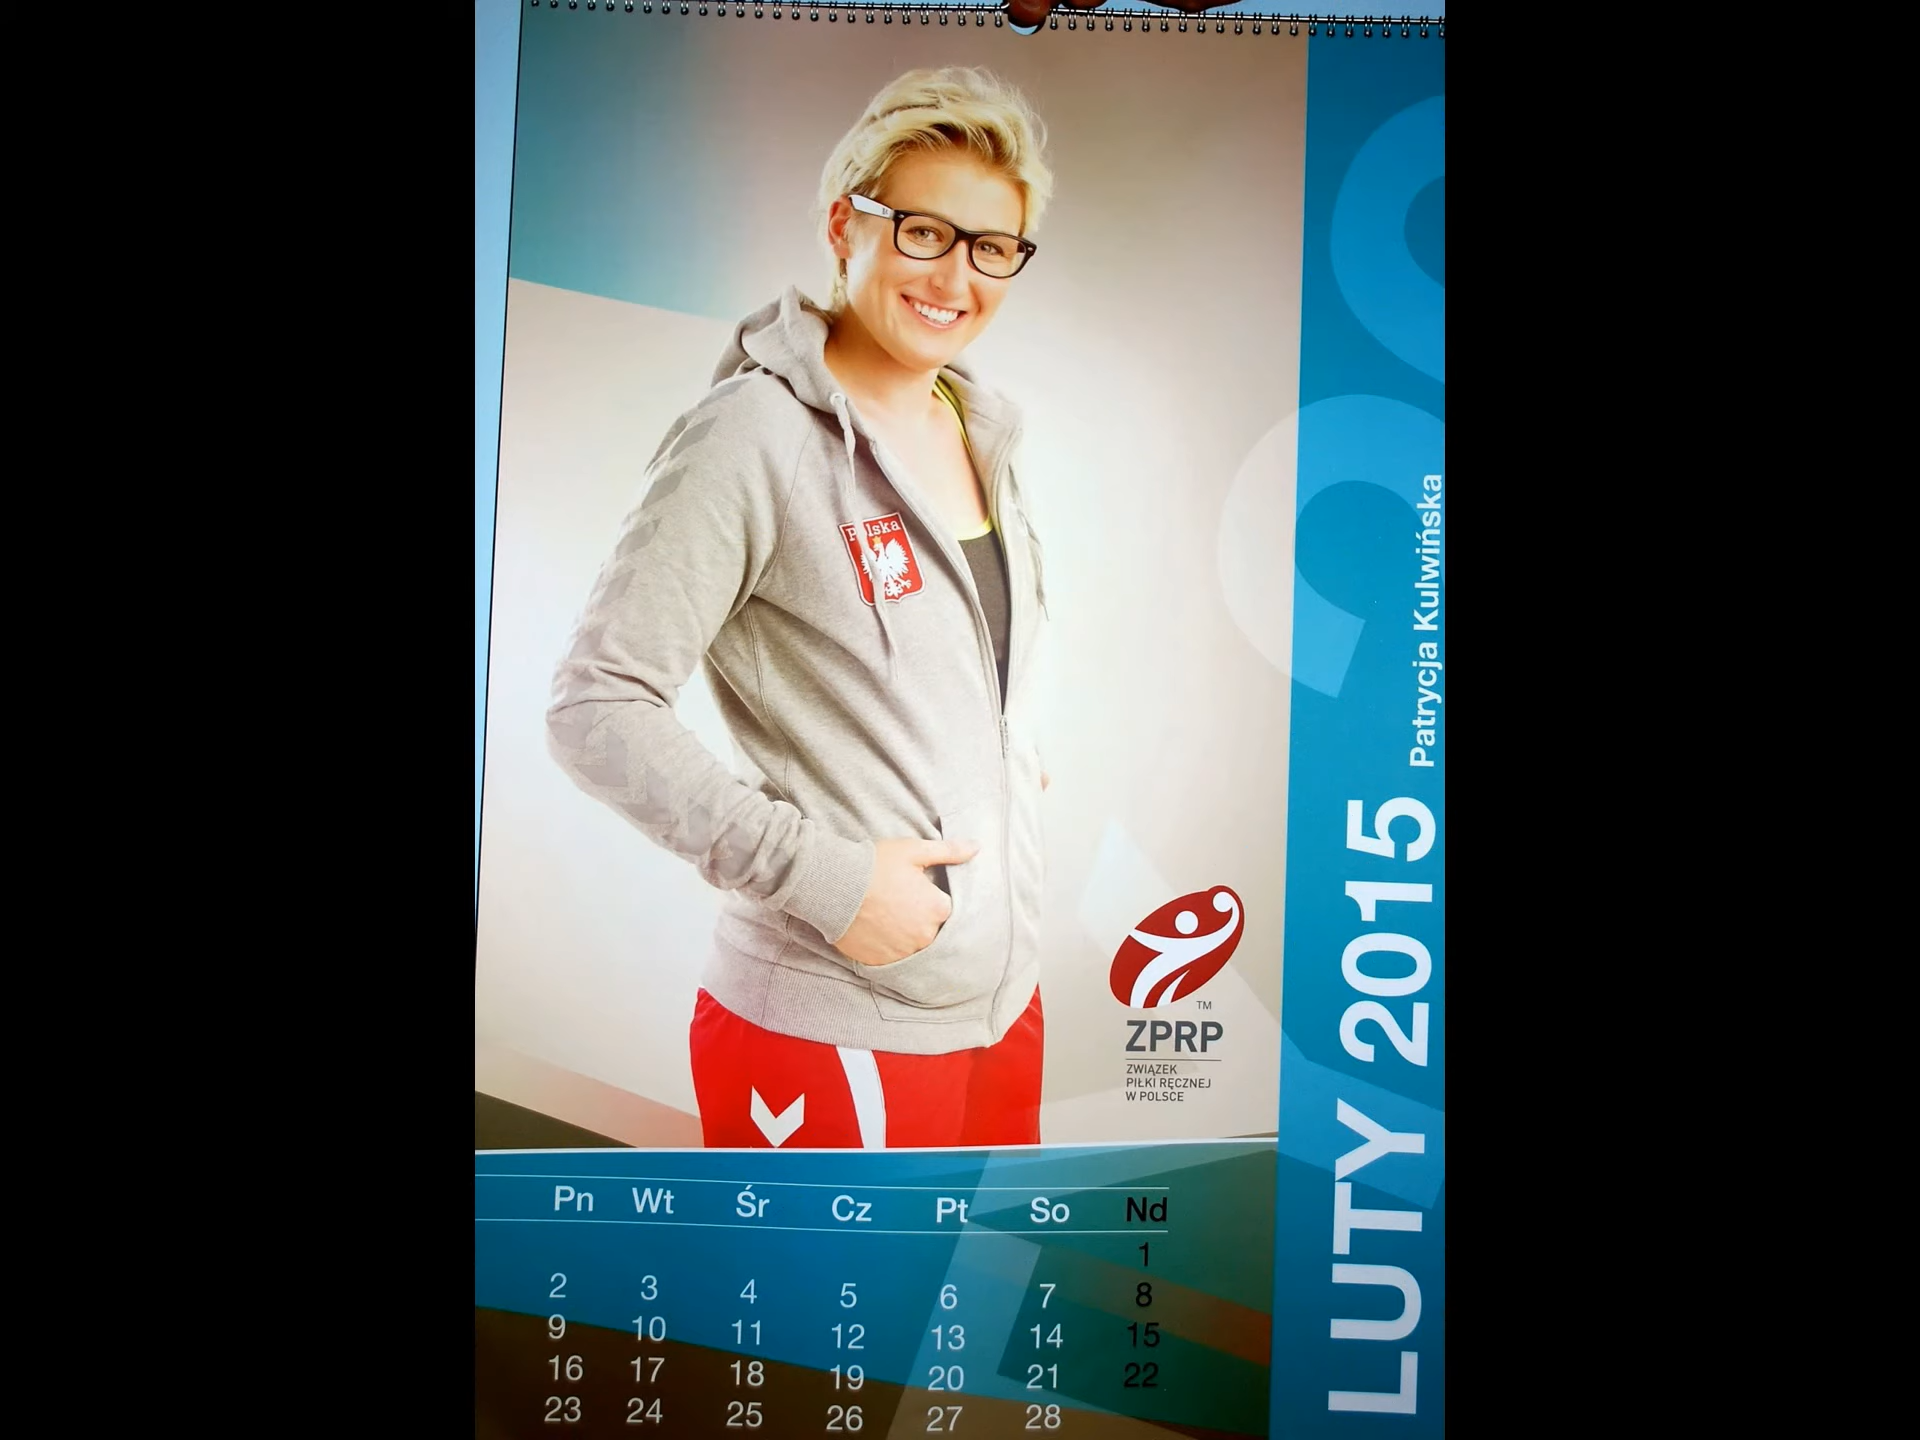 Polska
Patrycja Kulwińska
LUTY 2015
TM
ZPRP
ZWIĄZEK
PIŁKI RĘCZNEJ
W POLSCE
Pn Wt Śr Cz Pt So Nd
1
2 3 4 5 6 7 8
9 10 11 12 13 14 15
16 17 18 19 20 21 22
23 24 25 26 27 28